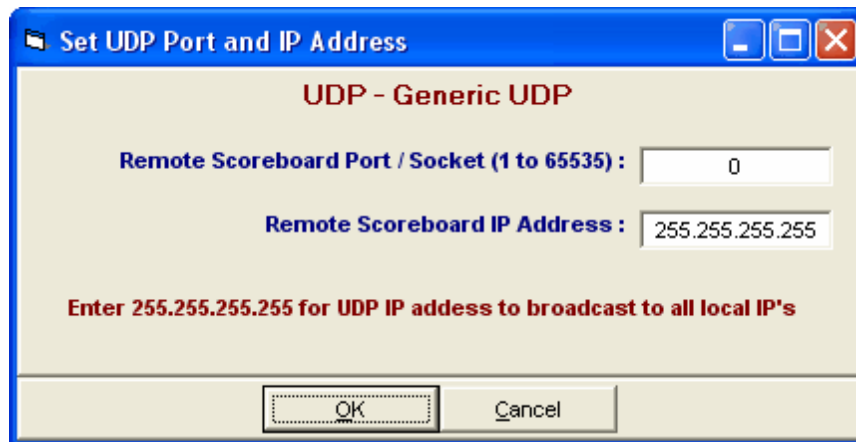 Set UDP Port and IP Address
UDP - Generic UDP
Remote Scoreboard Port / Socket (1 to 65535) : 0
Remote Scoreboard IP Address : 255.255.255.255
Enter 255.255.255.255 for UDP IP addess to broadcast to all local IP's
OK Cancel